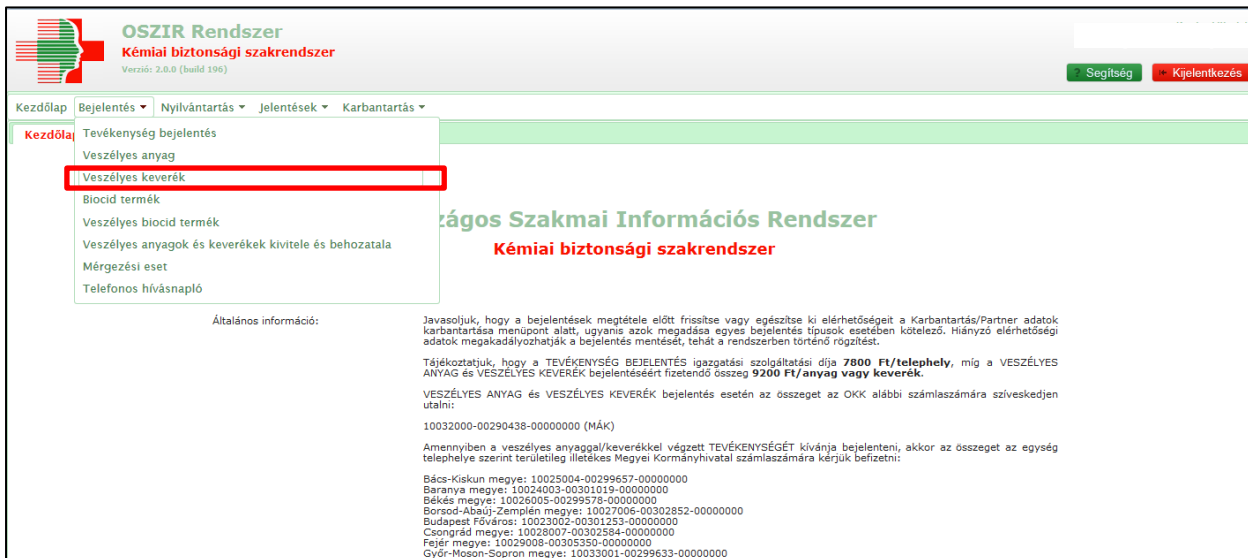 OSZIR Rendszer
Kémiai biztonsági szakrendszer
Verzió: 2.0.0 (build 196)
? Segítség
Kijelentkezés
Kezdőlap Bejelentés Nyilvántartás Jelentések Karbantartás
Kezdőlap
Tevékenység bejelentés
Veszélyes anyag
Veszélyes keverék
Biocid termék
Veszélyes biocid termék
Veszélyes anyagok és keverékek kivitele és behozatala
Mérgezési eset
Telefonos hívásnapló
zágos Szakmai Információs Rendszer
Kémiai biztonsági szakrendszer
Általános információ:
Javasoljuk, hogy a bejelentések megtétele előtt frissítse vagy egészítse ki elérhetőségeit a Karbantartás/Partner adatok
karbantartása menüpont alatt, ugyanis azok megadása egyes bejelentés típusok esetében kötelező. Hiányzó elérhetőségi
adatok megakadályozhatják a bejelentés mentését, tehát a rendszerben történő rögzítést.
Tájékoztatjuk, hogy a TEVÉKENYSÉG BEJELENTÉS igazgatási szolgáltatási díja 7800 Ft/telephely, míg a VESZÉLYES
ANYAG és VESZÉLYES KEVERÉK bejelentéséért fizetendő összeg 9200 Ft/anyag vagy keverék.
VESZÉLYES ANYAG és VESZÉLYES KEVERÉK bejelentés esetén az összeget az OKK alábbi számlaszámára szíveskedjen
utalni:
10032000-00290438-00000000 (MÁK)
Amennyiben a veszélyes anyaggal/keverékkel végzett TEVÉKENYSÉGÉT kívánja bejelenteni, akkor az összeget az egység
telephelye szerint területileg illetékes Megyei Kormányhivatal számlaszámára kérjük befizetni:
Bács-Kiskun megye: 10025004-00299657-00000000
Baranya megye: 10024003-00301019-00000000
Békés megye: 10026005-00299578-00000000
Borsod-Abaúj-Zemplén megye: 10027006-00302852-00000000
Budapest Főváros: 10023002-00301253-00000000
Csongrád megye: 10028007-00302584-00000000
Fejér megye: 10029008-00305350-00000000
Győr-Moson-Sopron megye: 10033001-00299633-00000000